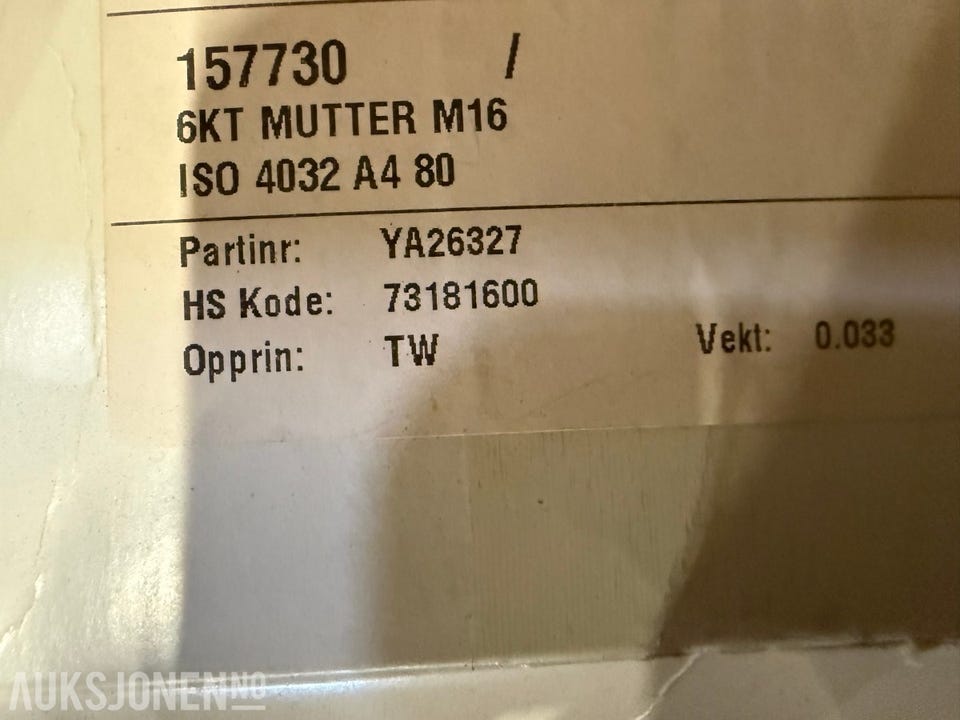 157730 /
6KT MUTTER M16
ISO 4032 A4 80
Partinr: YA26327
HS Kode: 73181600
Opprin: TW Vekt: 0.033
AUKSJONEN.NO